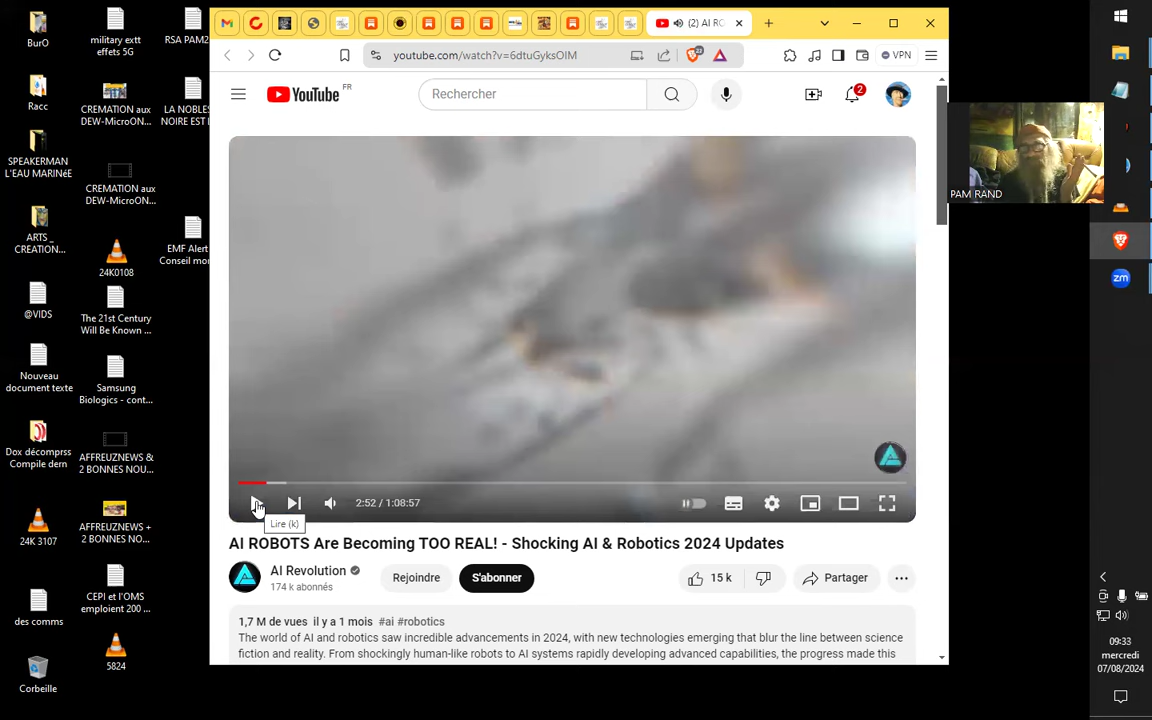 BurO
military extt
effets 5G
RSA PAM2
Racc
CREMATION aux
DEW-MicroON...
LA NOBLES
NOIRE EST I
SPEAKERMAN
L'EAU MARINéE
CREMATION aux
DEW-MicroON...
ARTS _
CREATION...
24K0108
EMF Alert
Conseil mor
@VIDS
The 21st Century
Will Be Known ...
Nouveau
document texte
Samsung
Biologics - cont...
Dox décomprss
Compile dern
AFFREUZNEWS &
2 BONNES NOU...
24K 3107
AFFREUZNEWS +
2 BONNES NO...
des comms
CEPI et l'OMS
emploient 200 ...
Corbeille
5824
(2) AI RO
youtube.com/watch?v=6dtuGyksOIM
23
VPN
YouTube FR
Rechercher
2
PAM RAND
2:52 / 1:08:57
Lire (k)
AI ROBOTS Are Becoming TOO REAL! - Shocking AI & Robotics 2024 Updates
AI Revolution
174 k abonnés
Rejoindre
S'abonner
15 k
Partager
1,7 M de vues il y a 1 mois #ai #robotics
The world of AI and robotics saw incredible advancements in 2024, with new technologies emerging that blur the line between science
fiction and reality. From shockingly human-like robots to AI systems rapidly developing advanced capabilities, the progress made this
zm
09:33
mercredi
07/08/2024